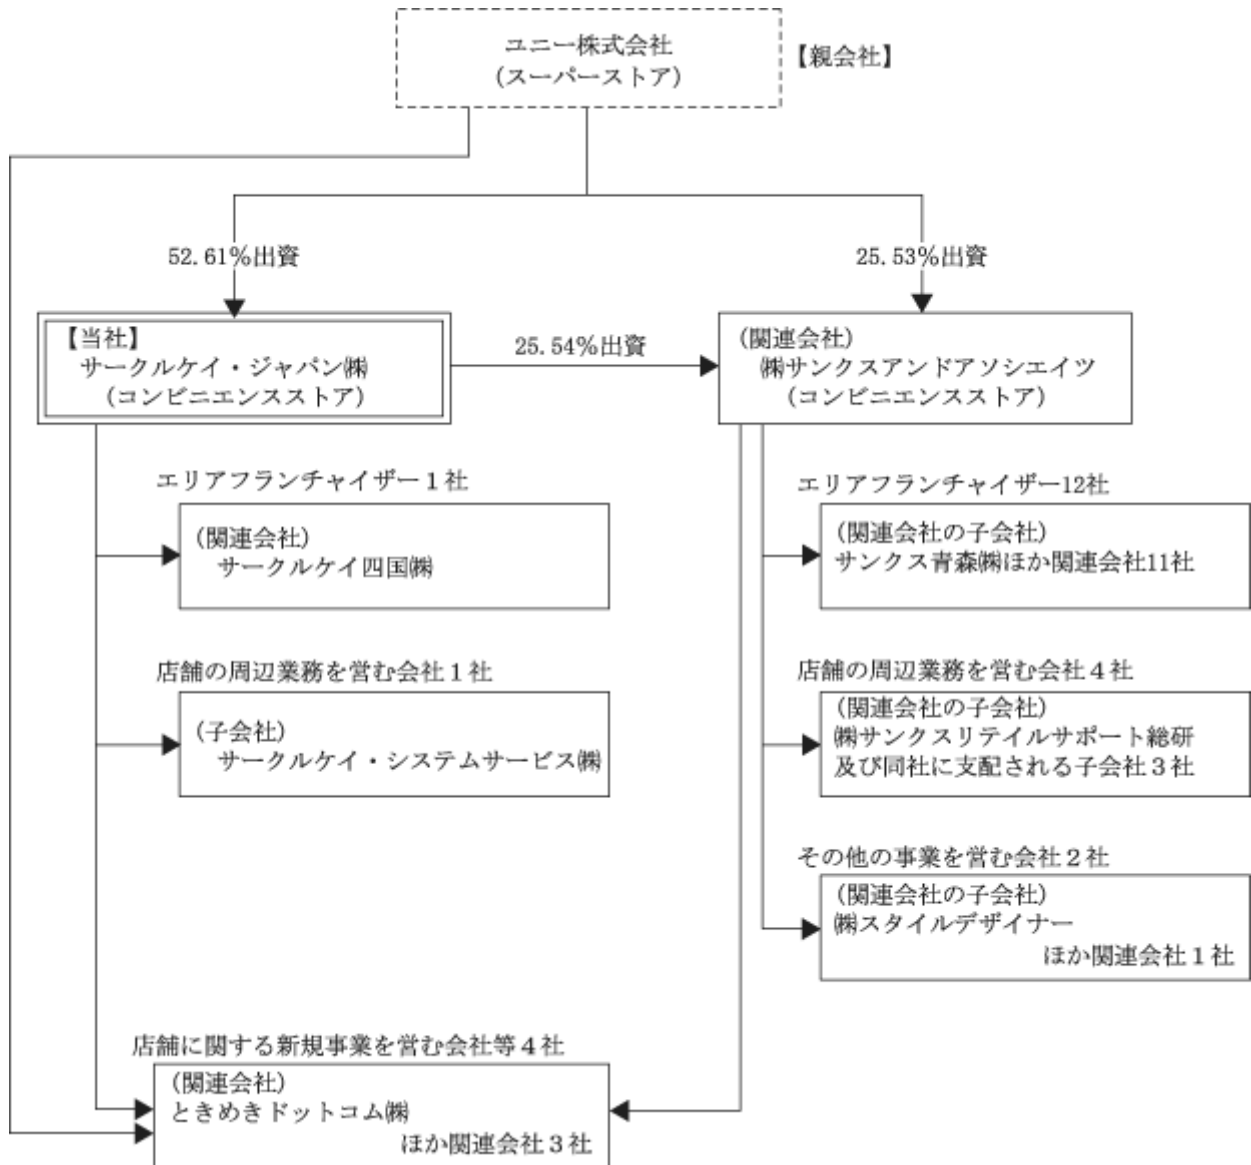 ユニー株式会社
(スーパーストア)
【親会社】
52.61%出資
25.53%出資
【当社】
サークルケイ・ジャパン㈱
(コンビニエンスストア)
25.54%出資
(関連会社)
㈱サンクスアンドアソシエイツ
(コンビニエンスストア)
エリアフランチャイザー1社
(関連会社)
サークルケイ四国㈱
エリアフランチャイザー12社
(関連会社の子会社)
サンクス青森㈱ほか関連会社11社
店舗の周辺業務を営む会社1社
(子会社)
サークルケイ・システムサービス㈱
店舗の周辺業務を営む会社4社
(関連会社の子会社)
㈱サンクスリテイルサポート総研
及び同社に支配される子会社3社
その他の事業を営む会社2社
(関連会社の子会社)
㈱スタイルデザイナー
ほか関連会社1社
店舗に関する新規事業を営む会社等4社
(関連会社)
ときめきドットコム㈱
ほか関連会社3社